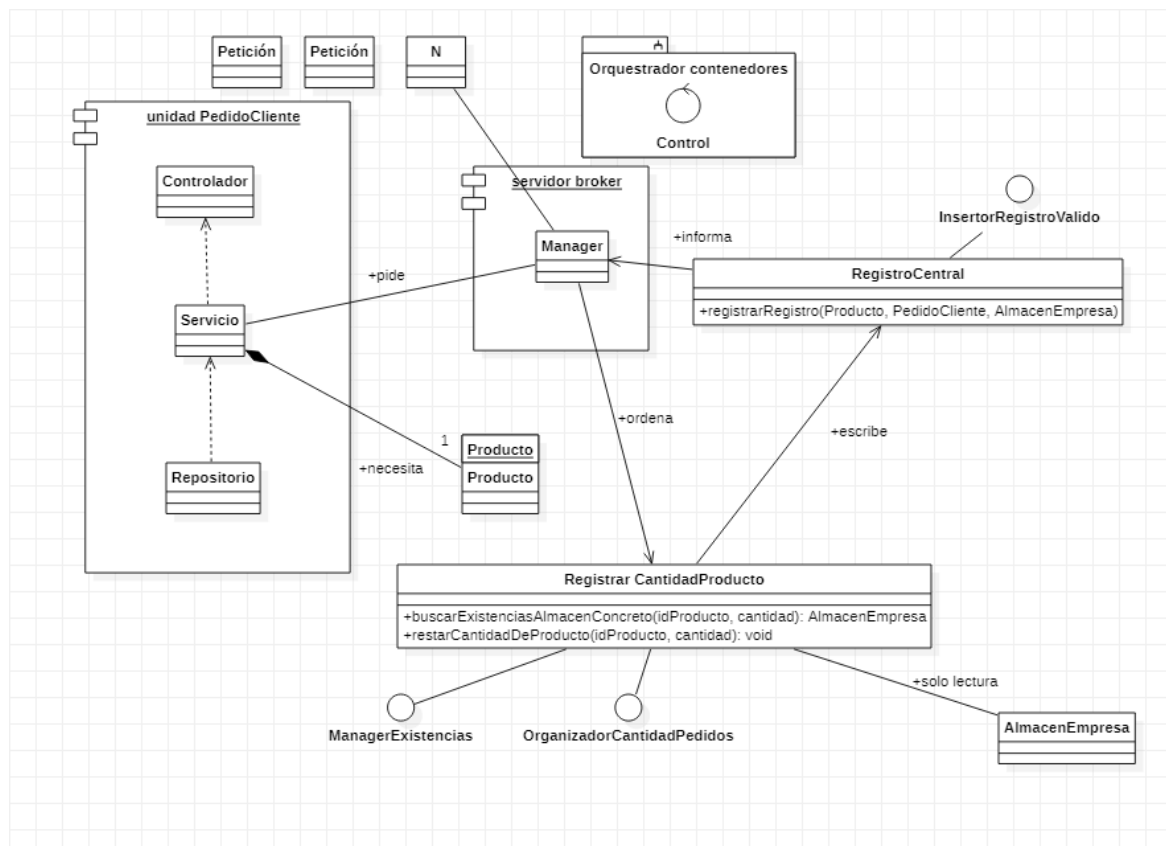 Petición
Petición
N
Orquestrador contenedores
Control
unidad PedidoCliente
Controlador
servidor broker
InsertorRegistroValido
Manager
+informa
RegistroCentral
+registrarRegistro(Producto, PedidoCliente, AlmacenEmpresa)
+pide
Servicio
+ordena
+escribe
1
Producto
+necesita
Producto
Repositorio
Registrar CantidadProducto
+buscarExistenciasAlmacenConcreto(idProducto, cantidad): AlmacenEmpresa
+restarCantidadDeProducto(idProducto, cantidad): void
+solo lectura
ManagerExistencias
OrganizadorCantidadPedidos
AlmacenEmpresa